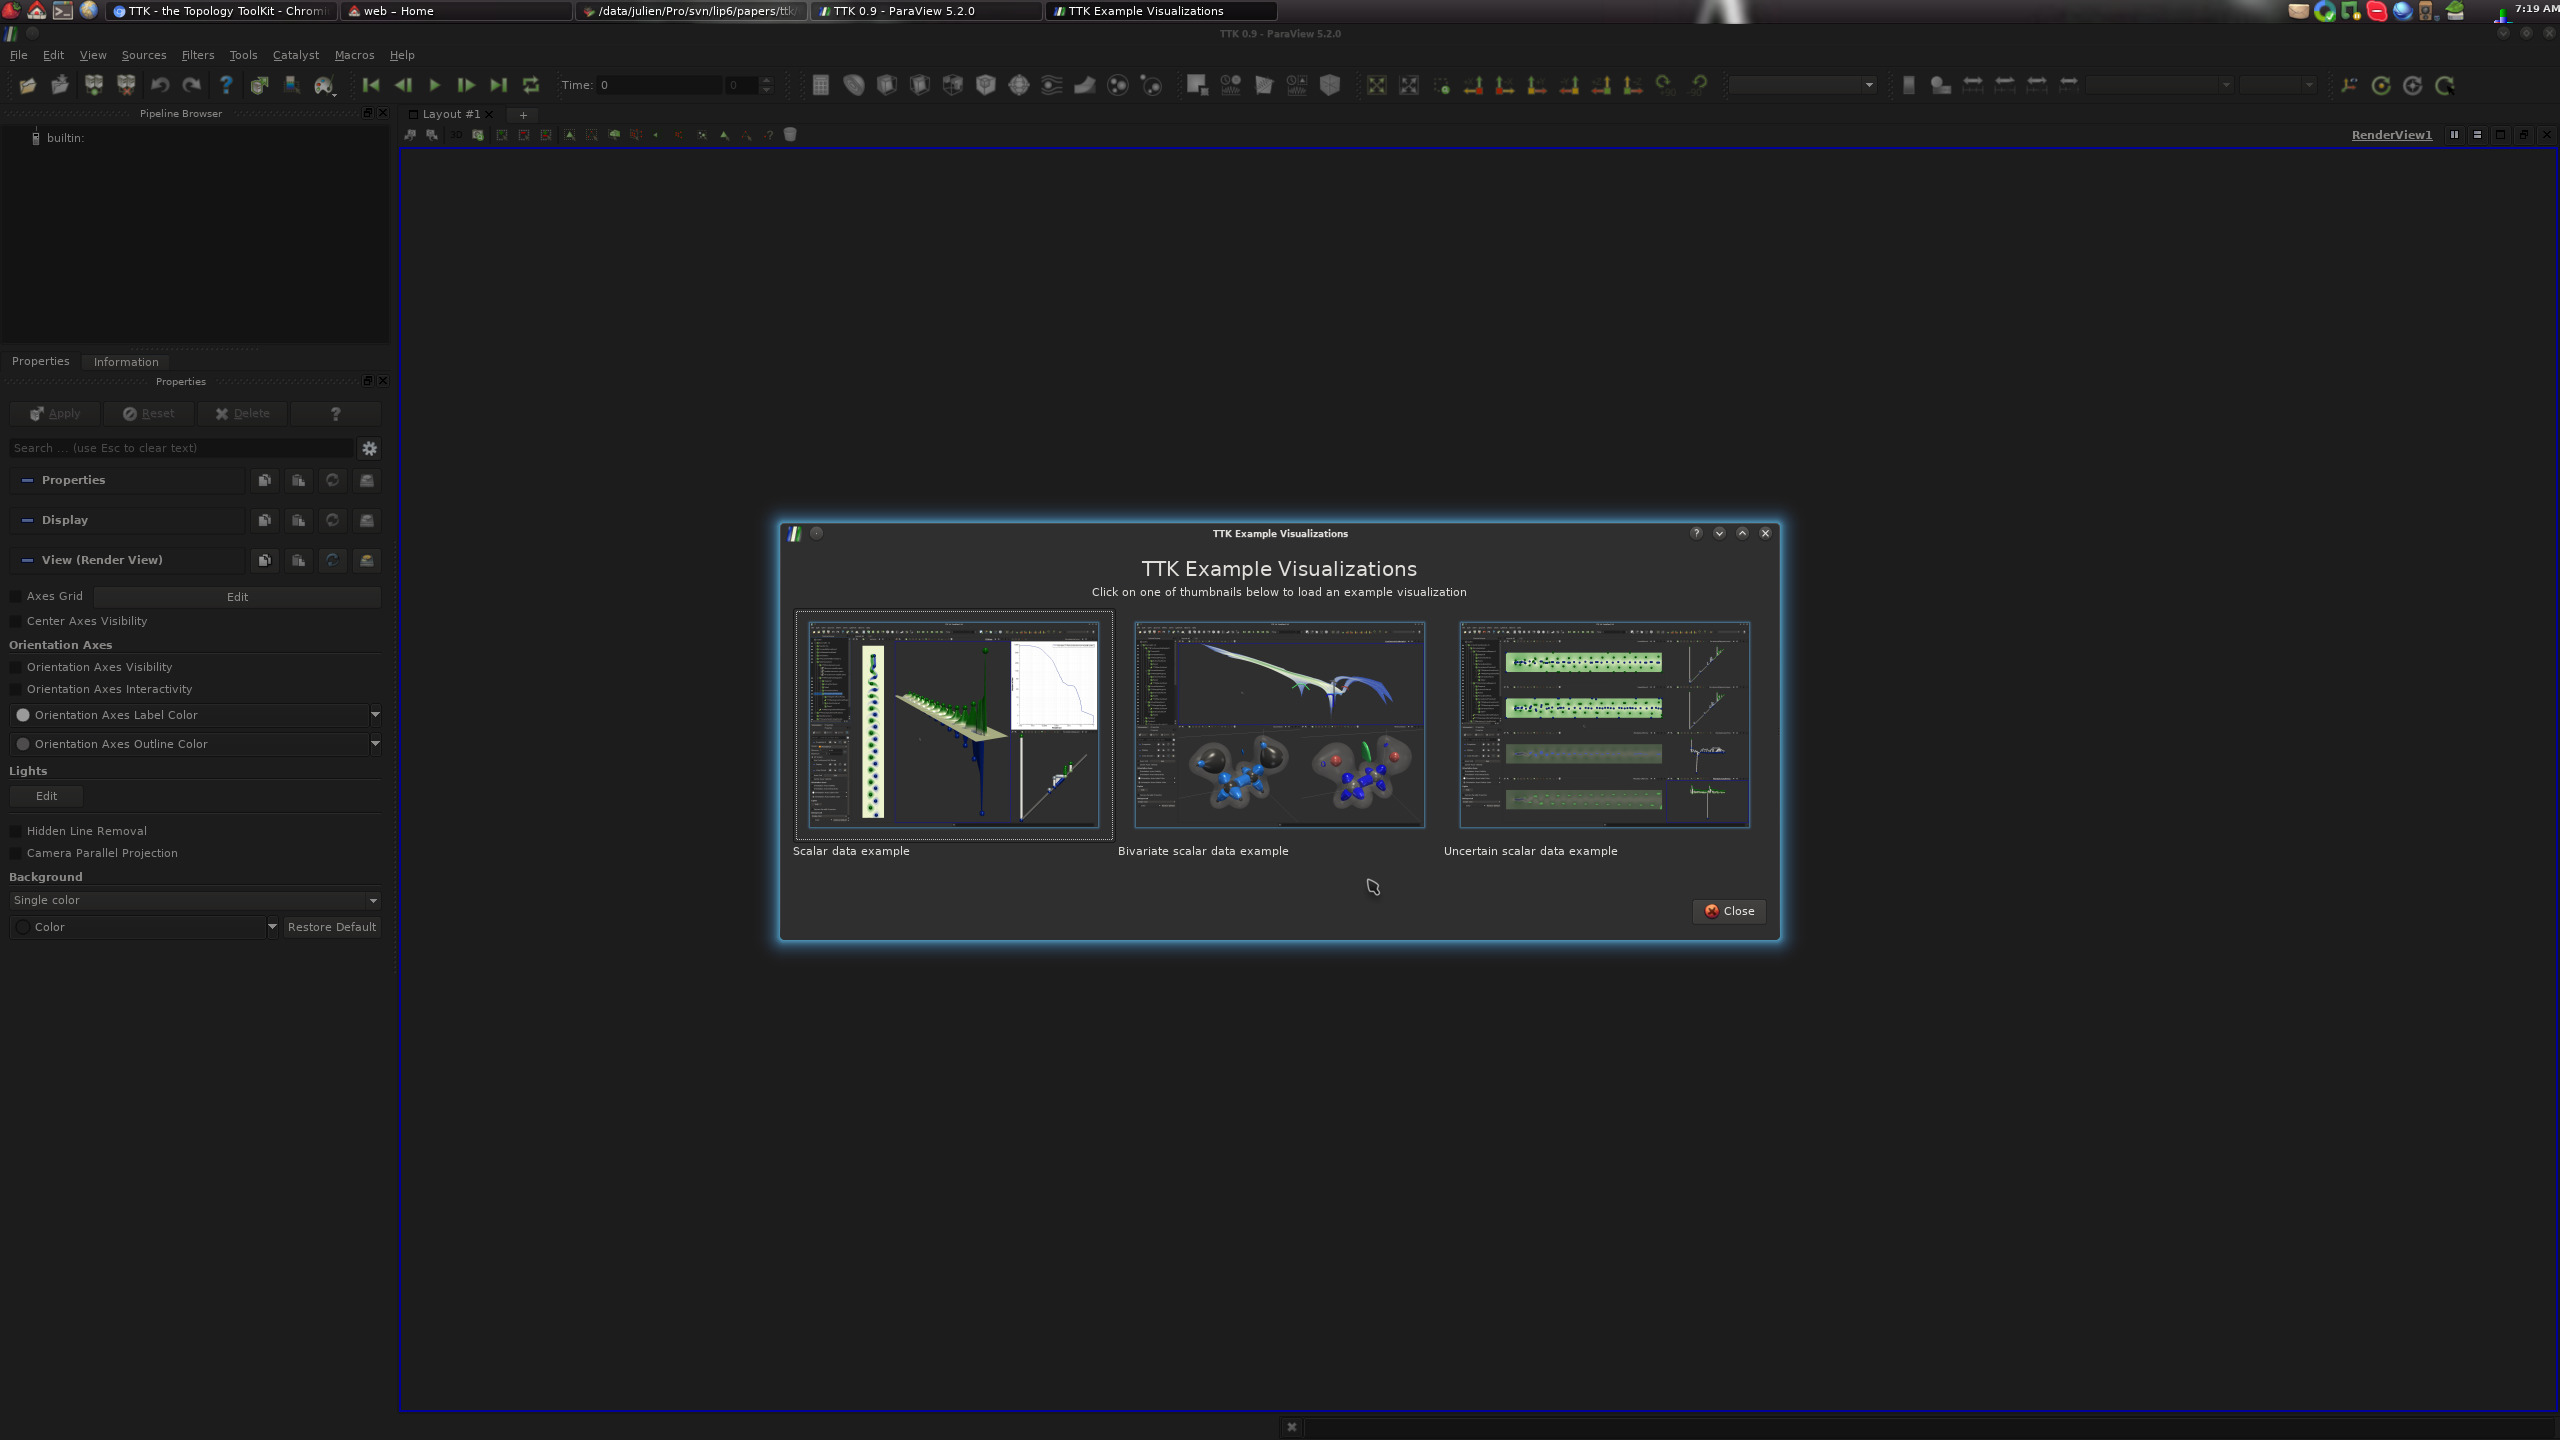 TTK - the Topology ToolKit - Chromi
web – Home
/data/julien/Pro/svn/lip6/papers/ttk/
TTK 0.9 - ParaView 5.2.0
TTK Example Visualizations
7:19 AM
TTK 0.9 - ParaView 5.2.0
File Edit View Sources Filters Tools Catalyst Macros Help
Time: 0
0
Pipeline Browser
Layout #1
builtin:
RenderView1
Properties
Information
Properties
Apply
Reset
Delete
?
Search ... (use Esc to clear text)
Properties
Display
View (Render View)
Axes Grid
Edit
Center Axes Visibility
Orientation Axes
Orientation Axes Visibility
Orientation Axes Interactivity
Orientation Axes Label Color
Orientation Axes Outline Color
Lights
Edit
Hidden Line Removal
Camera Parallel Projection
Background
Single color
Color
Restore Default
TTK Example Visualizations
TTK Example Visualizations
Click on one of thumbnails below to load an example visualization
Scalar data example
Bivariate scalar data example
Uncertain scalar data example
Close